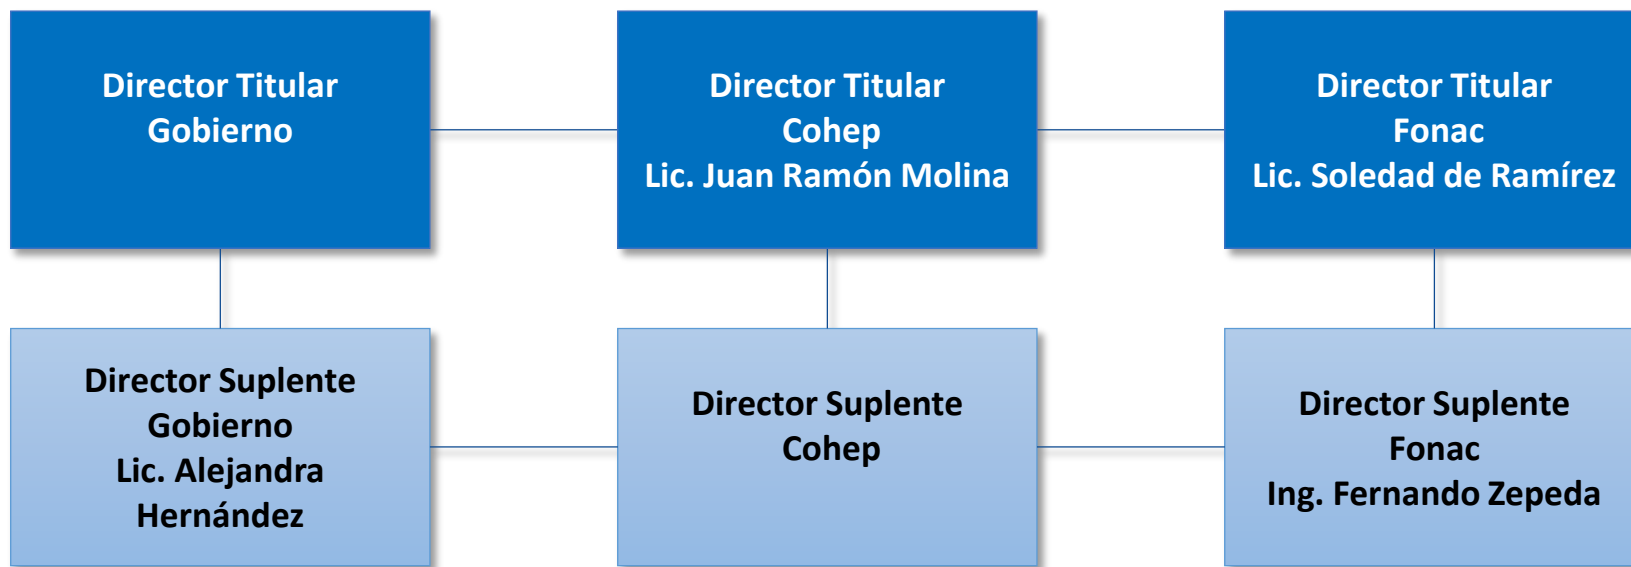 Director Titular
Gobierno
Director Titular
Cohep
Lic. Juan Ramón Molina
Director Titular
Fonac
Lic. Soledad de Ramírez
Director Suplente
Gobierno
Lic. Alejandra
Hernández
Director Suplente
Cohep
Director Suplente
Fonac
Ing. Fernando Zepeda